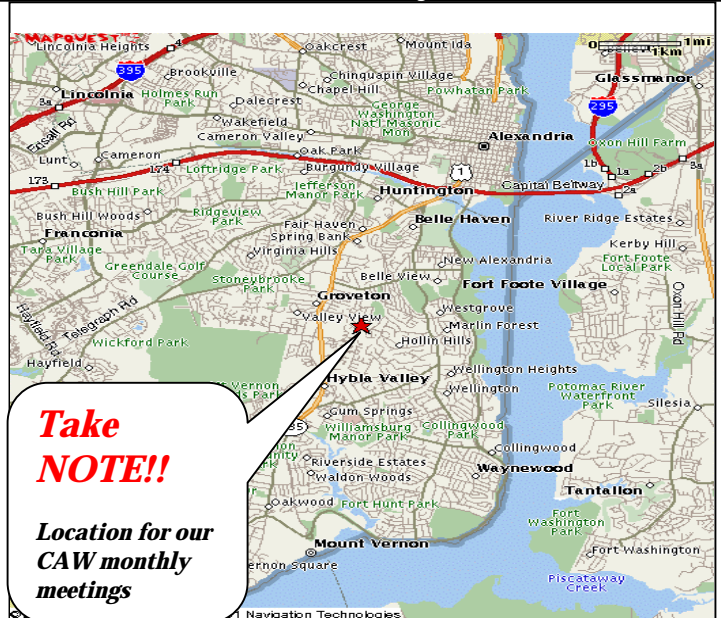 MAPQUEST
0 1mi
1km
Lincolnia Heights
4
Oakcrest
Mount Ida
395
Brookville
Chinquapin Village
Glassmanor
Chapel Hill
Powhatan Park
Lincolnia
Holmes Run
Park
3a
Dalecrest
George
Washington
Nat'l Masonic
Mon
295
Wakefield
Cameron Valley
Alexandria
Oxon Hill Farm
Lunt
Cameron
Oak Park
174
Loftridge Park
Burgundy Village
1
1b
1a
2b
3a
173
Bush Hill Park
Jefferson
Manor Park
Huntington
Capital Beltway
2a
Bush Hill Woods
Ridgeview
Park
Fair Haven
Belle Haven
River Ridge Estates
Franconia
Spring Bank
Kerby Hill
Tara Village
Park
Virginia Hills
New Alexandria
Fort Foote
Local Park
Greendale Golf
Course
Stoneybrooke
Park
Belle View
Fort Foote Village
Oxon Hill Rd
Groveton
Westgrove
Hayfield Rd
Telegraph Rd
Valley View
Marlin Forest
Wickford Park
Hollin Hills
Hayfield
Wellington Heights
Vernon
Hybla Valley
Wellington
Potomac River
Waterfront
Park
Silesia
Gum Springs
Williamsburg
Manor Park
Collingwood
Park
Collingwood
Riverside Estates
Waynewood
Waldon Woods
Tantallon
Oakwood
Fort Hunt Park
Fort
Washington
Park
Mount Vernon
Fort Washington
ernon Square
Piscataway
Creek
Navigation Technologies
Take
NOTE!!
Location for our
CAW monthly
meetings